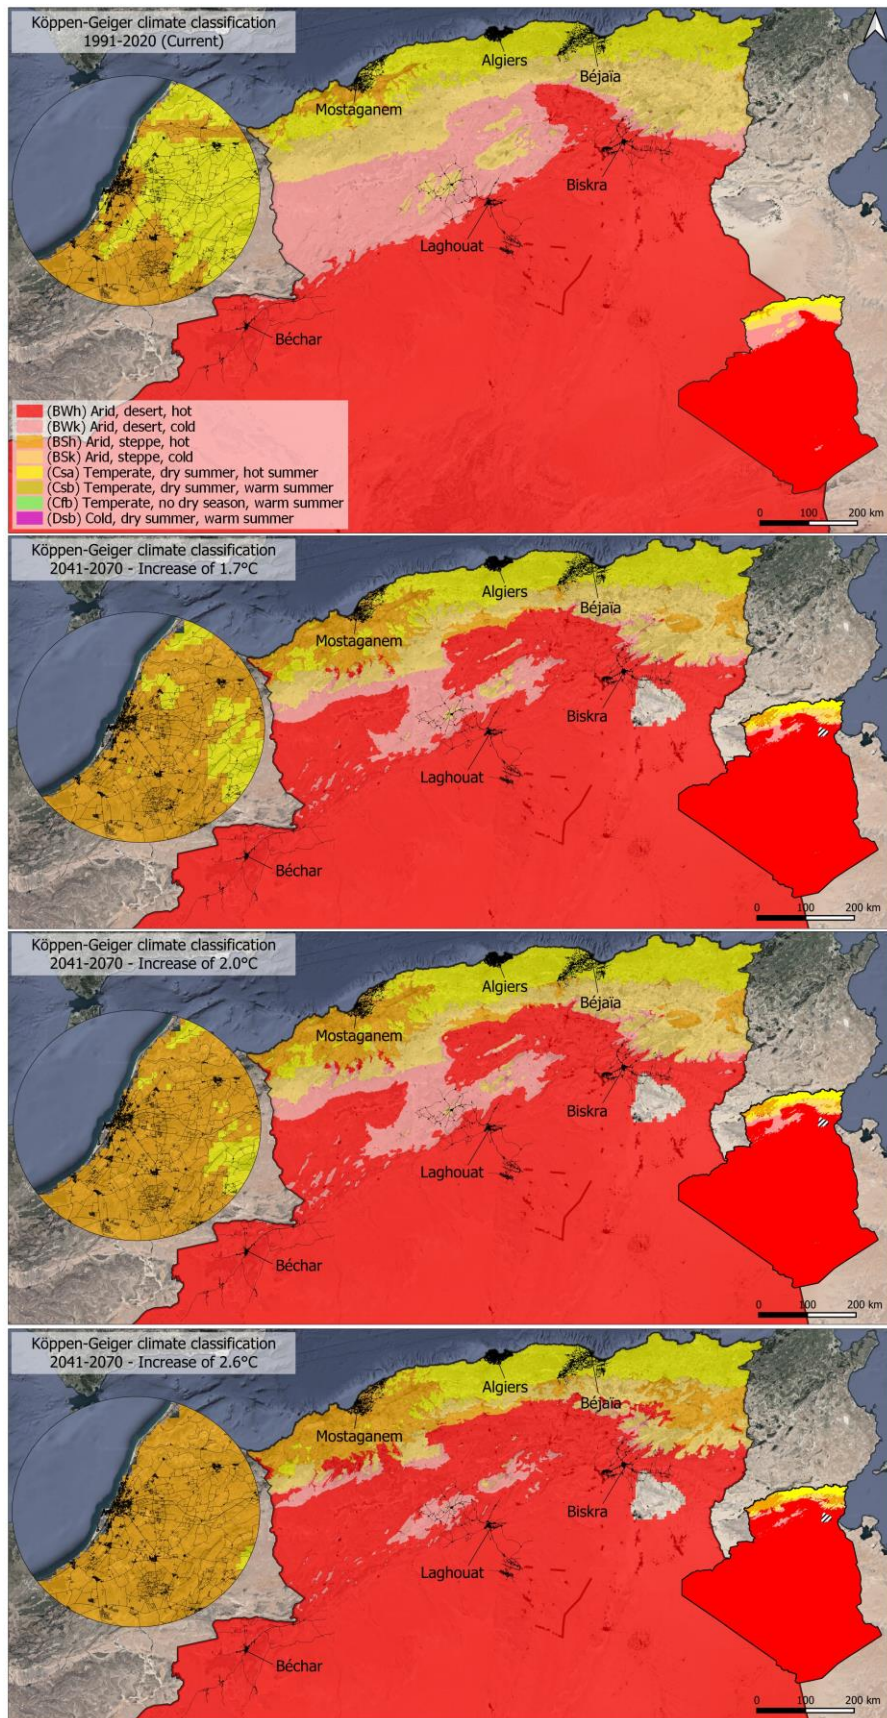 Köppen-Geiger climate classification
1991-2020 (Current)
Algiers
Béjaïa
Mostaganem
Biskra
Laghouat
Béchar
(BWh) Arid, desert, hot
(BWk) Arid, desert, cold
(BSh) Arid, steppe, hot
(BSk) Arid, steppe, cold
(Csa) Temperate, dry summer, hot summer
(Csb) Temperate, dry summer, warm summer
(Cfb) Temperate, no dry season, warm summer
(Dsb) Cold, dry summer, warm summer
0 100 200 km
Köppen-Geiger climate classification
2041-2070 - Increase of 1.7°C
Algiers
Béjaïa
Mostaganem
Biskra
Laghouat
Béchar
0 100 200 km
Köppen-Geiger climate classification
2041-2070 - Increase of 2.0°C
Algiers
Béjaïa
Mostaganem
Biskra
Laghouat
Béchar
0 100 200 km
Köppen-Geiger climate classification
2041-2070 - Increase of 2.6°C
Algiers
Béjaïa
Mostaganem
Biskra
Laghouat
Béchar
0 100 200 km